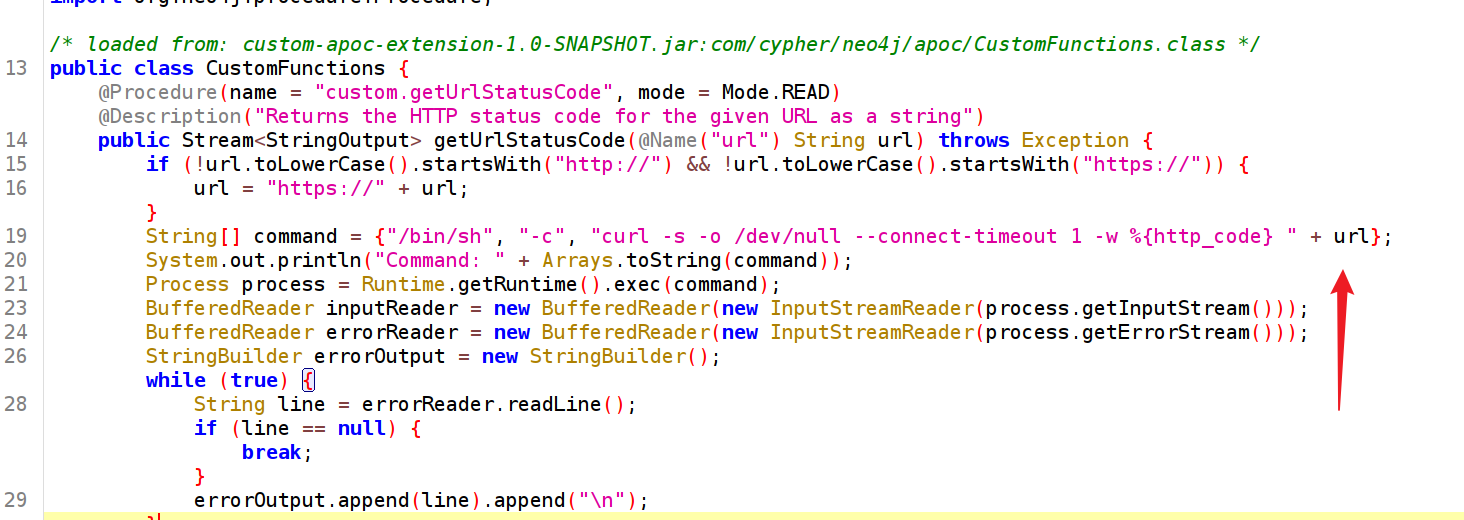 import org.neo4j.procedure.Procedure;
/* loaded from: custom-apoc-extension-1.0-SNAPSHOT.jar:com/cypher/neo4j/apoc/CustomFunctions.class */
13 public class CustomFunctions {
@Procedure(name = "custom.getUrlStatusCode", mode = Mode.READ)
@Description("Returns the HTTP status code for the given URL as a string")
14 public Stream<StringOutput> getUrlStatusCode(@Name("url") String url) throws Exception {
15 if (!url.toLowerCase().startsWith("http://") && !url.toLowerCase().startsWith("https://")) {
16 url = "https://" + url;
}
19 String[] command = {"/bin/sh", "-c", "curl -s -o /dev/null --connect-timeout 1 -w %{http_code} " + url};
20 System.out.println("Command: " + Arrays.toString(command));
21 Process process = Runtime.getRuntime().exec(command);
23 BufferedReader inputReader = new BufferedReader(new InputStreamReader(process.getInputStream()));
24 BufferedReader errorReader = new BufferedReader(new InputStreamReader(process.getErrorStream()));
26 StringBuilder errorOutput = new StringBuilder();
while (true) {
28 String line = errorReader.readLine();
if (line == null) {
break;
}
29 errorOutput.append(line).append("\n");
}